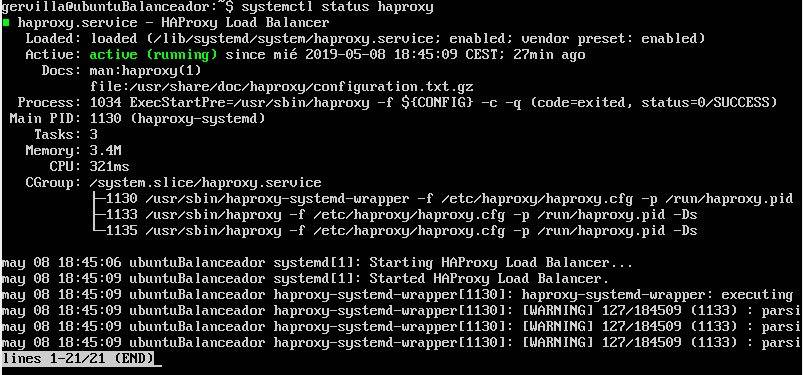 gervilla@ubuntuBalanceador:~$ systemctl status haproxy
haproxy.service - HAProxy Load Balancer
Loaded: loaded (/lib/systemd/system/haproxy.service; enabled; vendor preset: enabled)
Active: active (running) since mié 2019-05-08 18:45:09 CEST; 27min ago
Docs: man:haproxy(1)
file:/usr/share/doc/haproxy/configuration.txt.gz
Process: 1034 ExecStartPre=/usr/sbin/haproxy -f ${CONFIG} -c -q (code=exited, status=0/SUCCESS)
Main PID: 1130 (haproxy-systemd)
Tasks: 3
Memory: 3.4M
CPU: 321ms
CGroup: /system.slice/haproxy.service
├─1130 /usr/sbin/haproxy-systemd-wrapper -f /etc/haproxy/haproxy.cfg -p /run/haproxy.pid
├─1133 /usr/sbin/haproxy -f /etc/haproxy/haproxy.cfg -p /run/haproxy.pid -Ds
└─1135 /usr/sbin/haproxy -f /etc/haproxy/haproxy.cfg -p /run/haproxy.pid -Ds
may 08 18:45:06 ubuntuBalanceador systemd[1]: Starting HAProxy Load Balancer...
may 08 18:45:09 ubuntuBalanceador systemd[1]: Started HAProxy Load Balancer.
may 08 18:45:09 ubuntuBalanceador haproxy-systemd-wrapper[1130]: haproxy-systemd-wrapper: executing
may 08 18:45:09 ubuntuBalanceador haproxy-systemd-wrapper[1130]: [WARNING] 127/184509 (1133) : parsi
may 08 18:45:09 ubuntuBalanceador haproxy-systemd-wrapper[1130]: [WARNING] 127/184509 (1133) : parsi
may 08 18:45:09 ubuntuBalanceador haproxy-systemd-wrapper[1130]: [WARNING] 127/184509 (1133) : parsi
lines 1-21/21 (END)